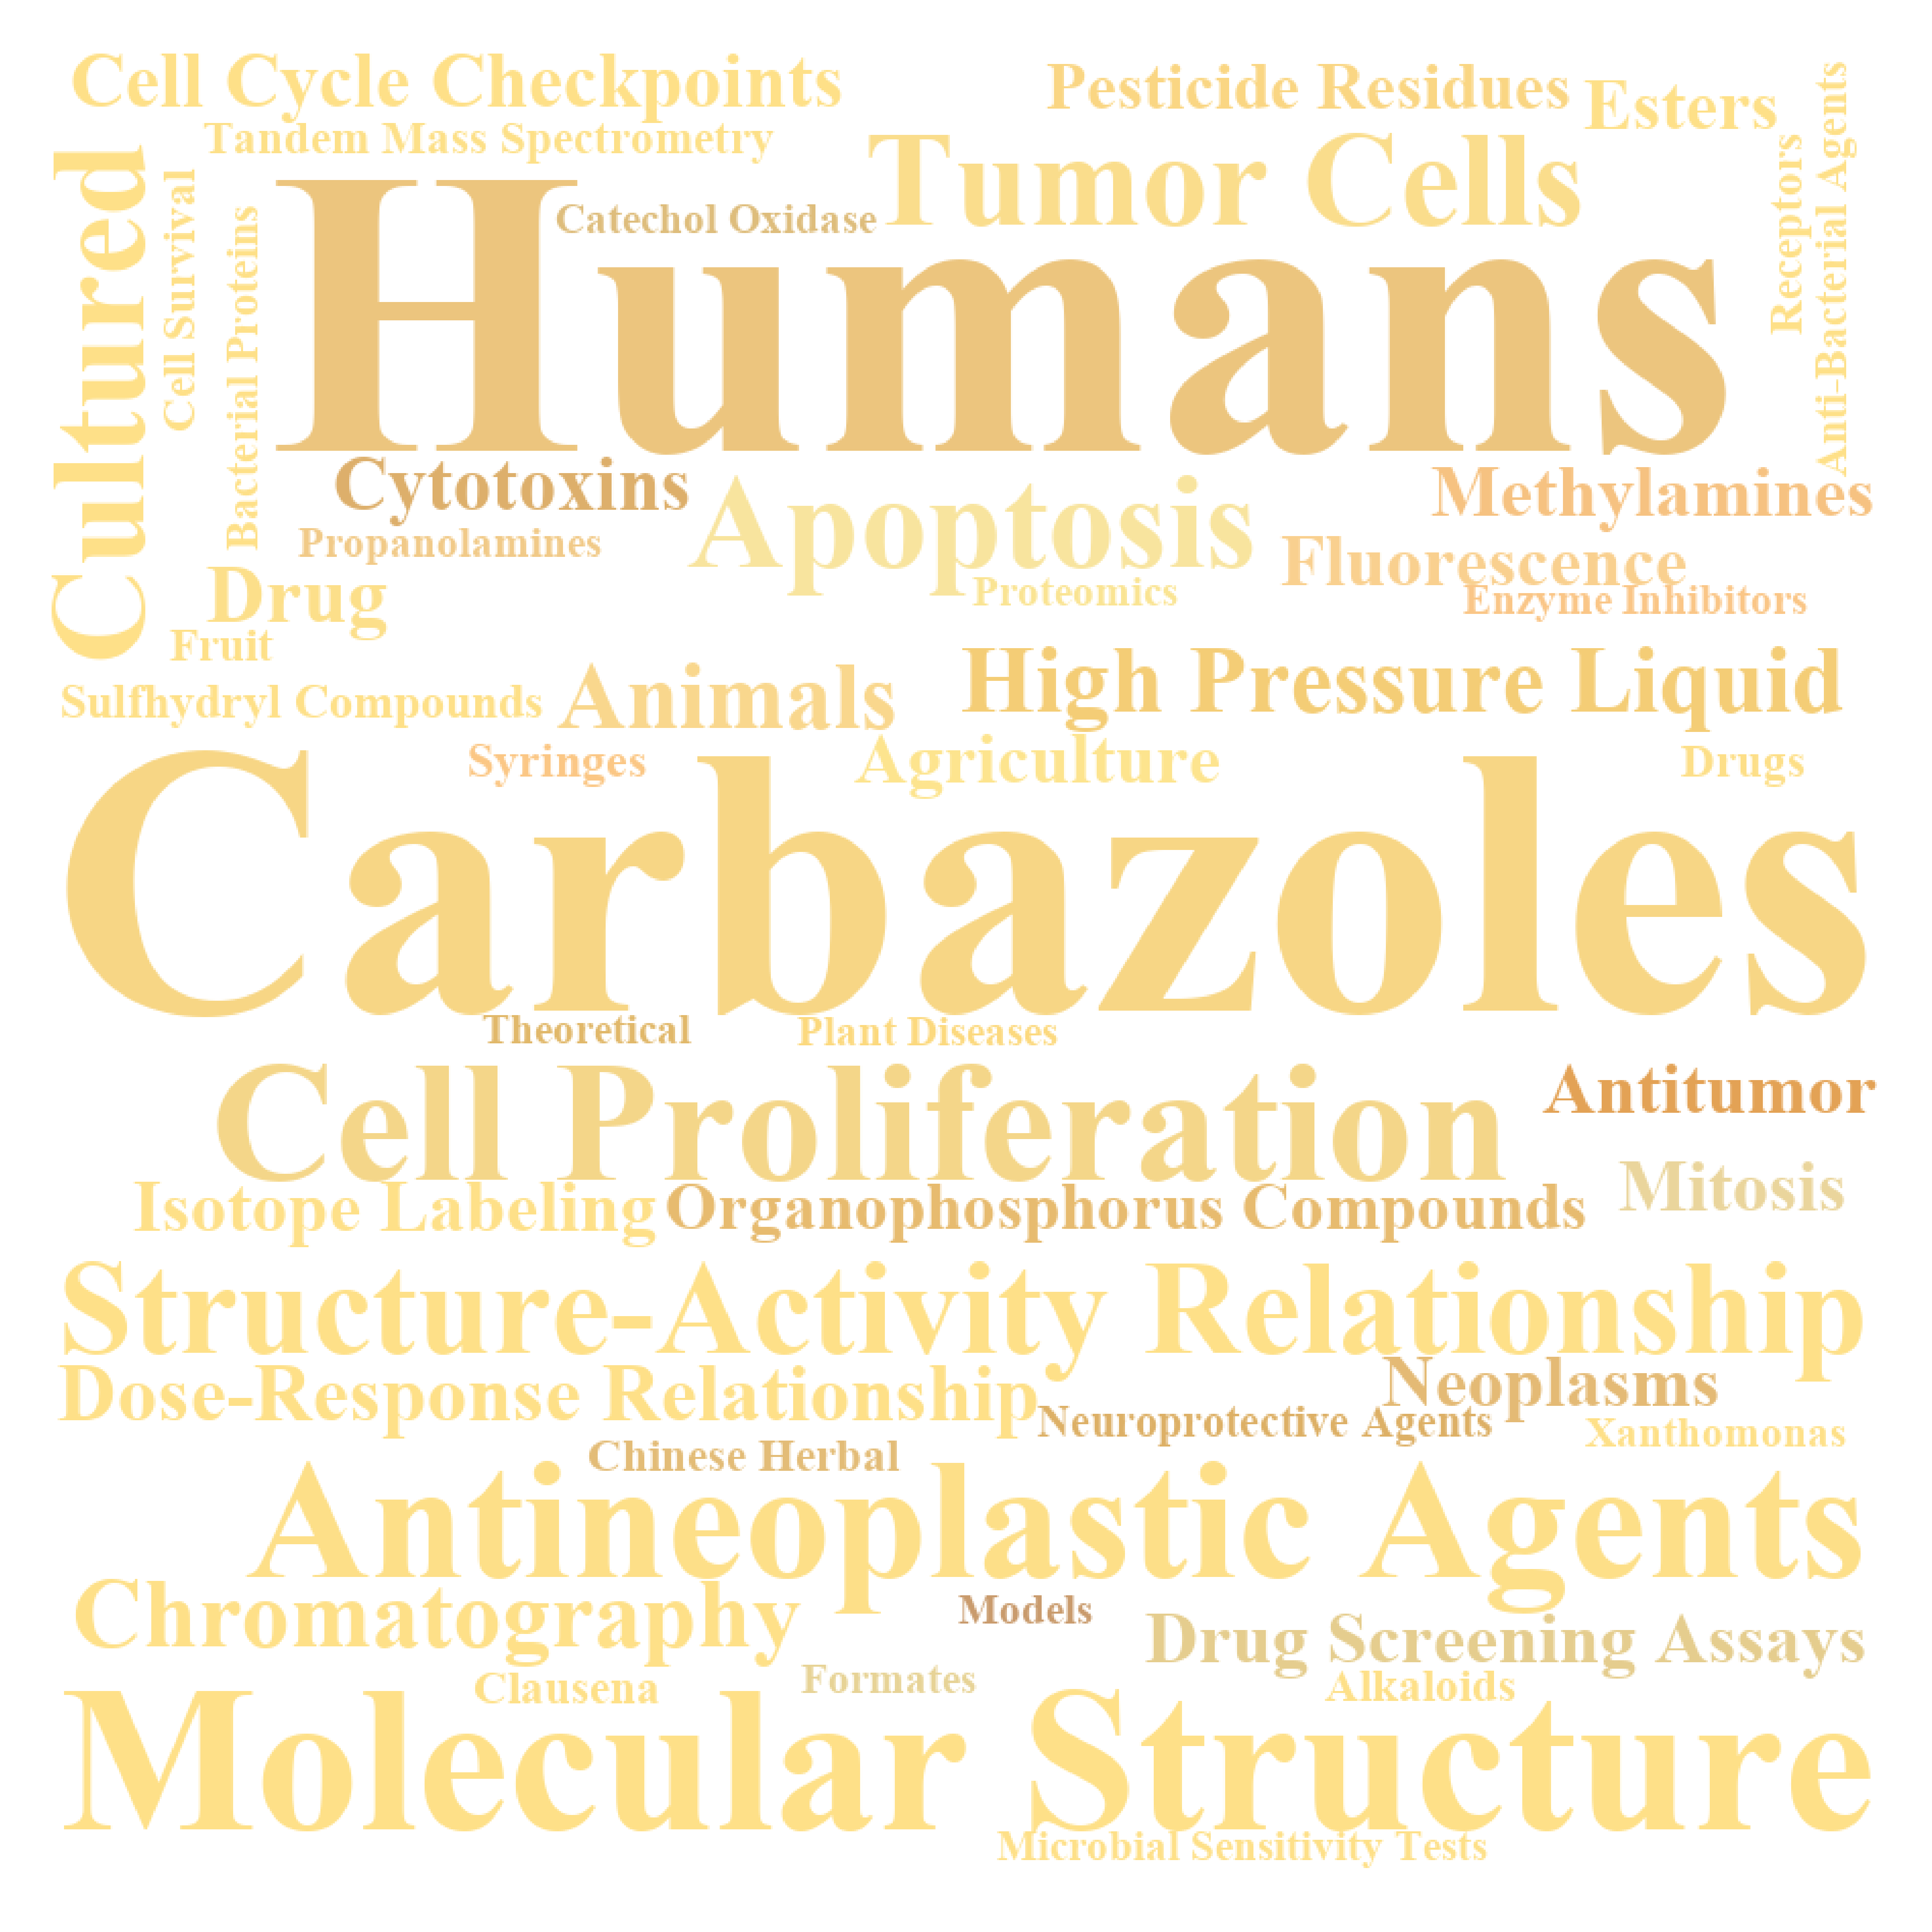 Cell Cycle Checkpoints
Pesticide Residues
Esters
Tandem Mass Spectrometry
Tumor Cells
Cultured
Cell Survival
Bacterial Proteins
Humans
Catechol Oxidase
Receptors
Anti-Bacterial Agents
Cytotoxins
Apoptosis
Methylamines
Propanolamines
Fluorescence
Drug
Proteomics
Enzyme Inhibitors
Fruit
Sulfhydryl Compounds
Animals
High Pressure Liquid
Syringes
Agriculture
Drugs
Carbazoles
Theoretical
Plant Diseases
Cell Proliferation
Antitumor
Isotope Labeling
Organophosphorus Compounds
Mitosis
Structure-Activity Relationship
Dose-Response Relationship
Neoplasms
Neuroprotective Agents
Xanthomonas
Chinese Herbal
Antineoplastic Agents
Chromatography
Models
Drug Screening Assays
Clausena
Formates
Alkaloids
Molecular Structure
Microbial Sensitivity Tests